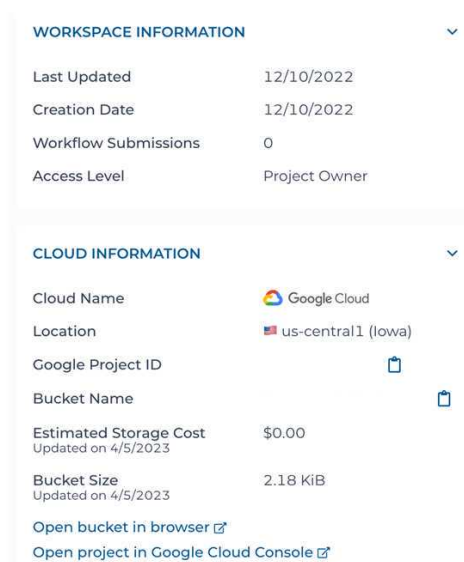 WORKSPACE INFORMATION
Last Updated 12/10/2022
Creation Date 12/10/2022
Workflow Submissions 0
Access Level Project Owner
CLOUD INFORMATION
Cloud Name Google Cloud
Location us-central1 (Iowa)
Google Project ID
Bucket Name
Estimated Storage Cost $0.00
Updated on 4/5/2023
Bucket Size 2.18 KiB
Updated on 4/5/2023
Open bucket in browser
Open project in Google Cloud Console